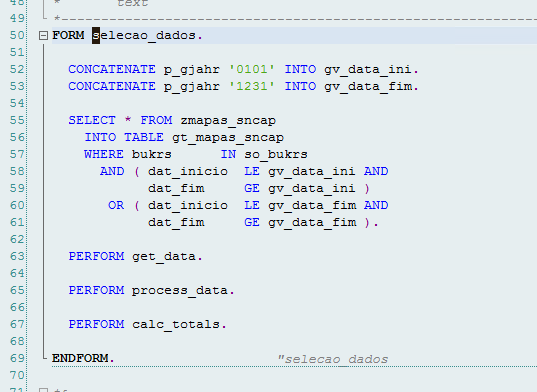 48 * text
49 *---------------------------------------------------------
50 FORM selecao_dados.
51
52 CONCATENATE p_gjahr '0101' INTO gv_data_ini.
53 CONCATENATE p_gjahr '1231' INTO gv_data_fim.
54
55 SELECT * FROM zmapas_sncap
56 INTO TABLE gt_mapas_sncap
57 WHERE bukrs IN so_bukrs
58 AND ( dat_inicio LE gv_data_ini AND
59 dat_fim GE gv_data_ini )
60 OR ( dat_inicio LE gv_data_fim AND
61 dat_fim GE gv_data_fim ).
62
63 PERFORM get_data.
64
65 PERFORM process_data.
66
67 PERFORM calc_totals.
68
69 ENDFORM. "selecao_dados
70